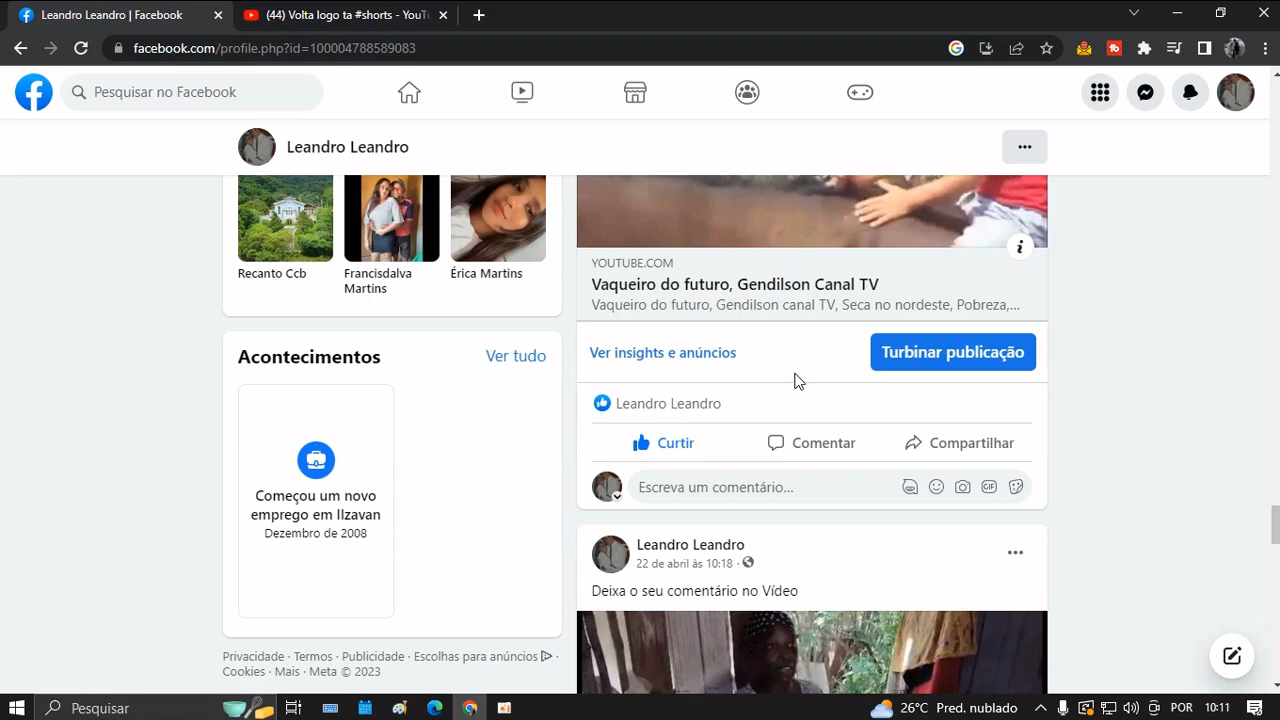 Leandro Leandro | Facebook
(44) Volta logo ta #shorts - YouTu
facebook.com/profile.php?id=100004788589083
Pesquisar no Facebook
Leandro Leandro
Recanto Ccb
Francisdalva
Martins
Érica Martins
YOUTUBE.COM
Vaqueiro do futuro, Gendilson Canal TV
Vaqueiro do futuro, Gendilson canal TV, Seca no nordeste, Pobreza,...
Acontecimentos
Ver tudo
Começou um novo
emprego em Ilzavan
Dezembro de 2008
Ver insights e anúncios
Turbinar publicação
Leandro Leandro
Curtir
Comentar
Compartilhar
Escreva um comentário...
GIF
Leandro Leandro
22 de abril às 10:18 ·
Deixa o seu comentário no Vídeo
Privacidade · Termos · Publicidade · Escolhas para anúncios ·
Cookies · Mais · Meta © 2023
Pesquisar
26°C Pred. nublado
POR
10:11